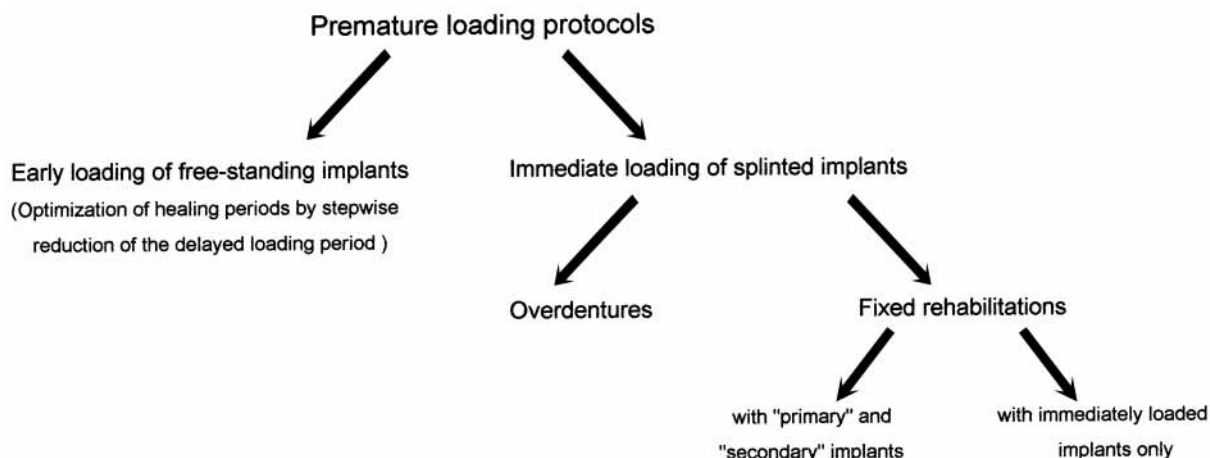 Premature loading protocols
Early loading of free-standing implants
(Optimization of healing periods by stepwise
reduction of the delayed loading period )
Immediate loading of splinted implants
Overdentures
Fixed rehabilitations
with "primary" and
"secondary" implants
with immediately loaded
implants only